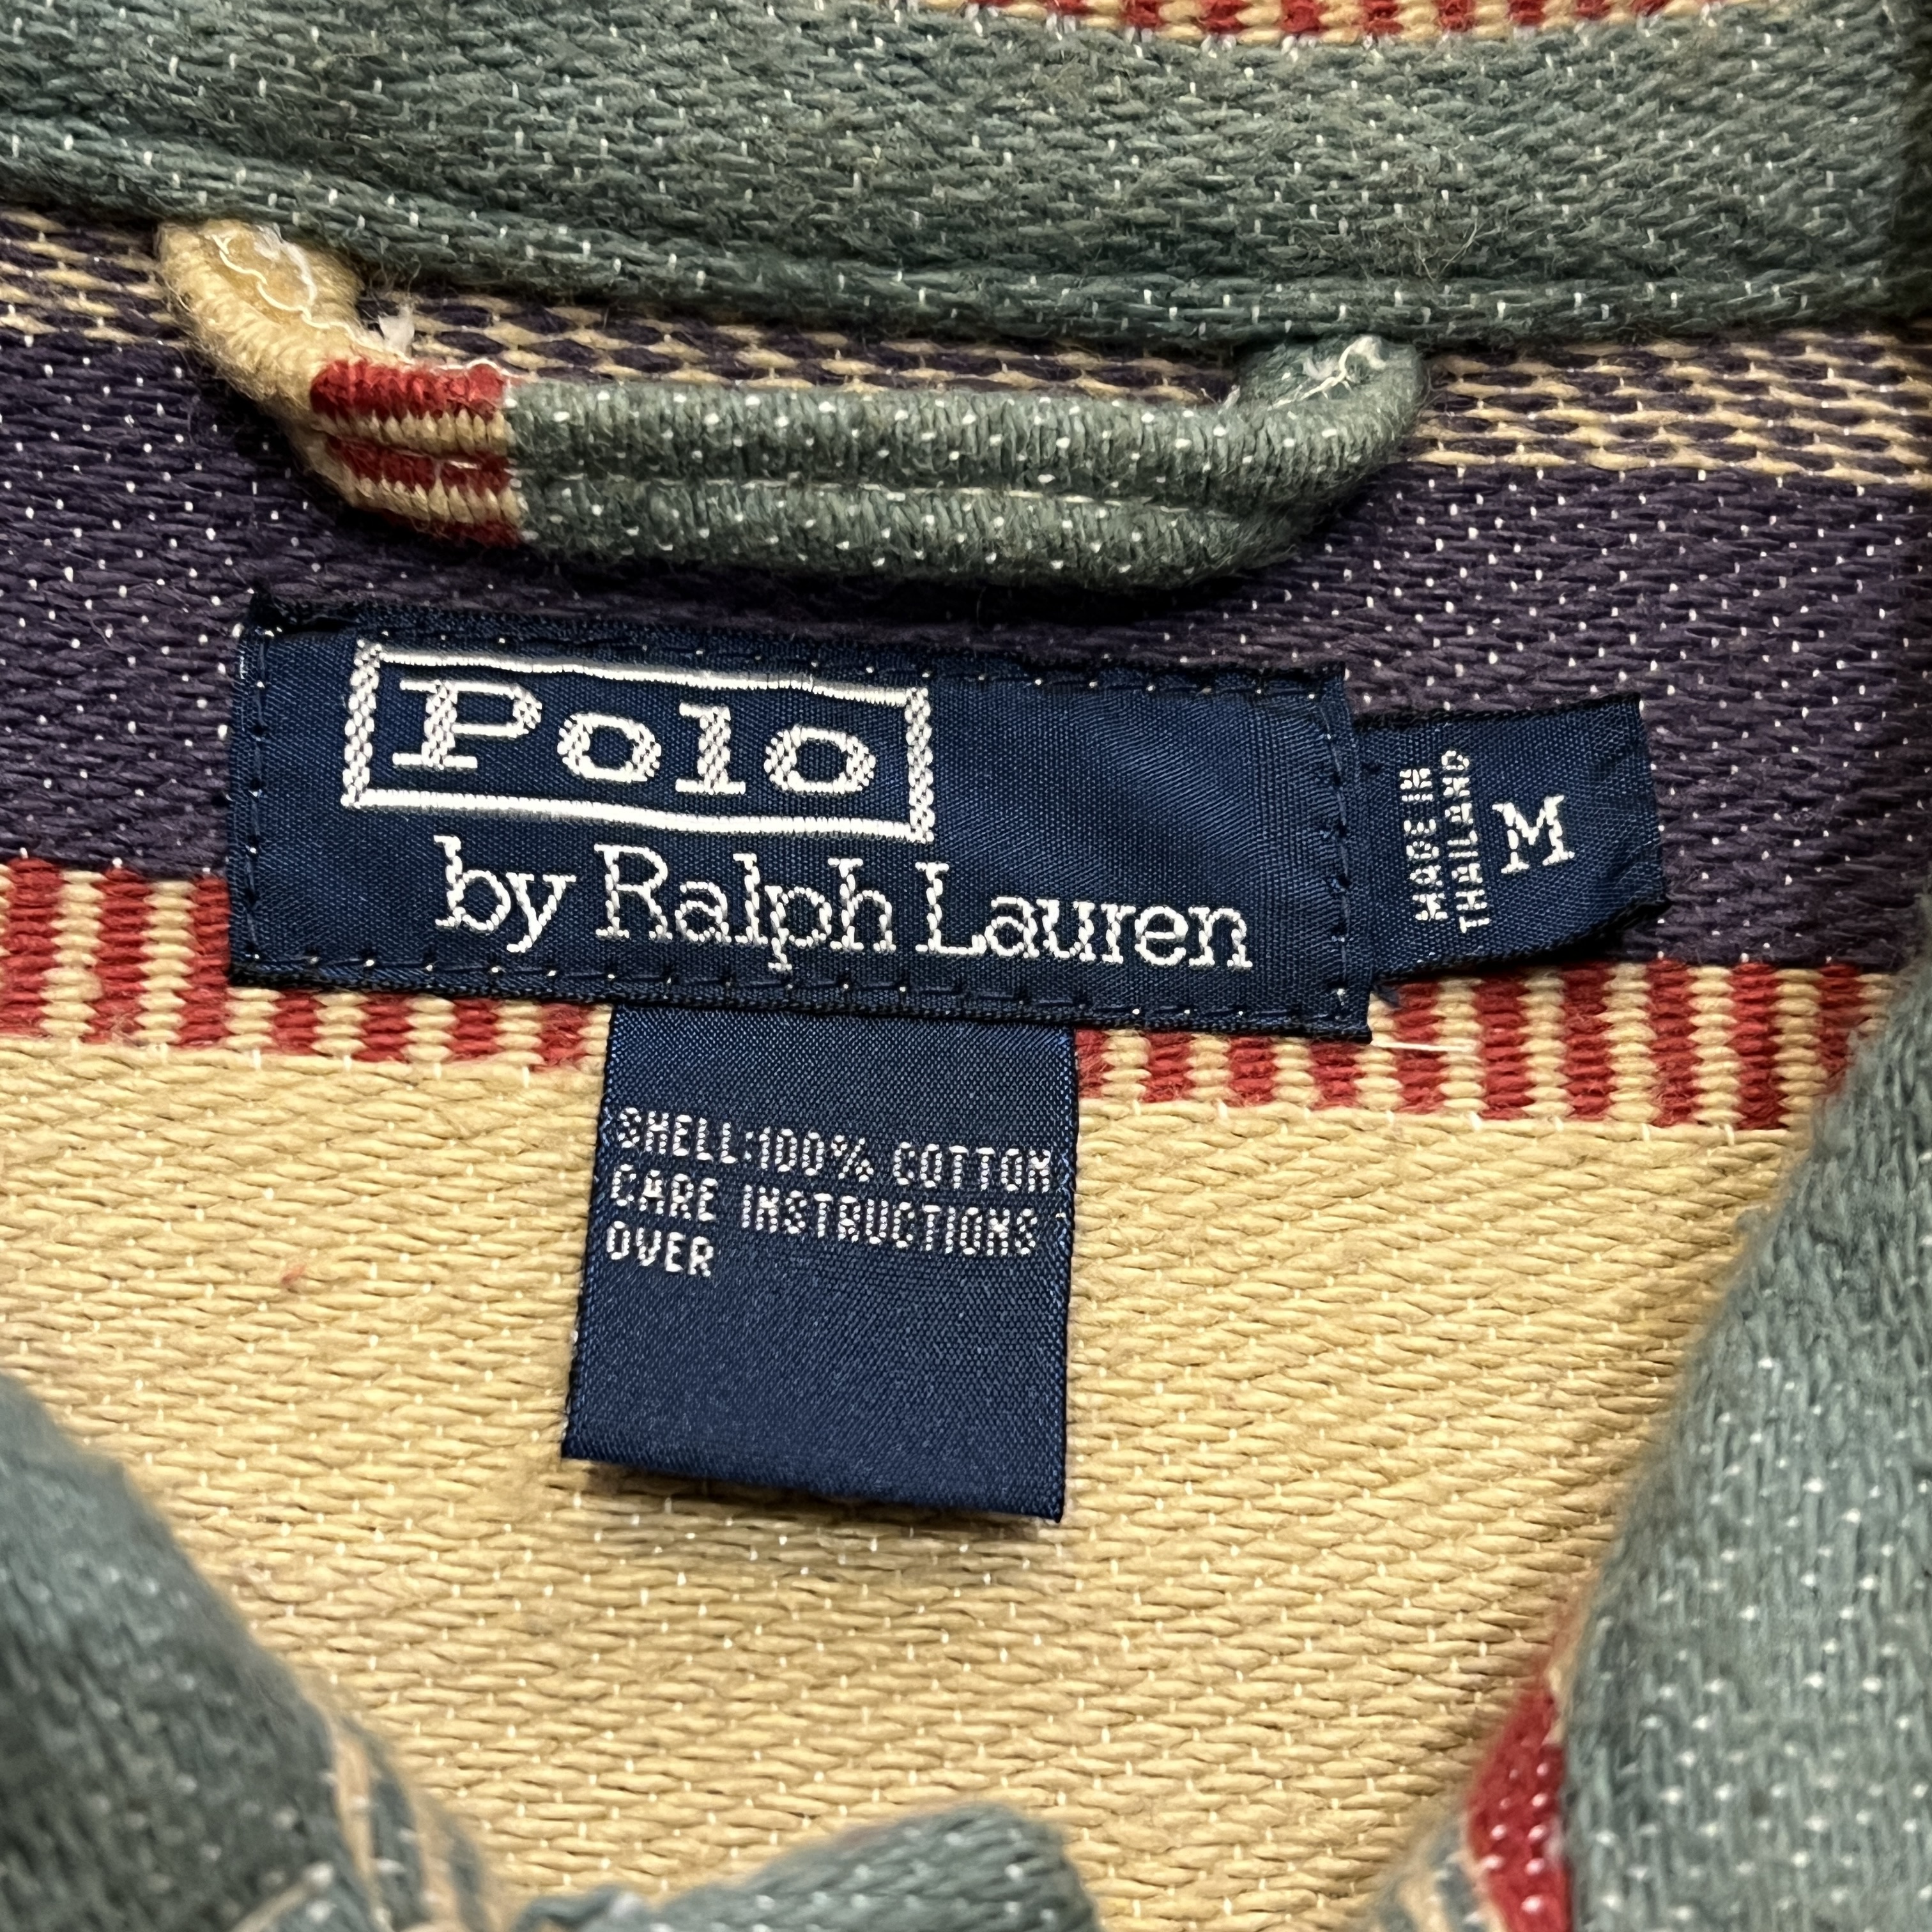 Polo
by Ralph Lauren
MADE IN
THAILAND
M
SHELL:100% COTTON
CARE INSTRUCTIONS
OVER